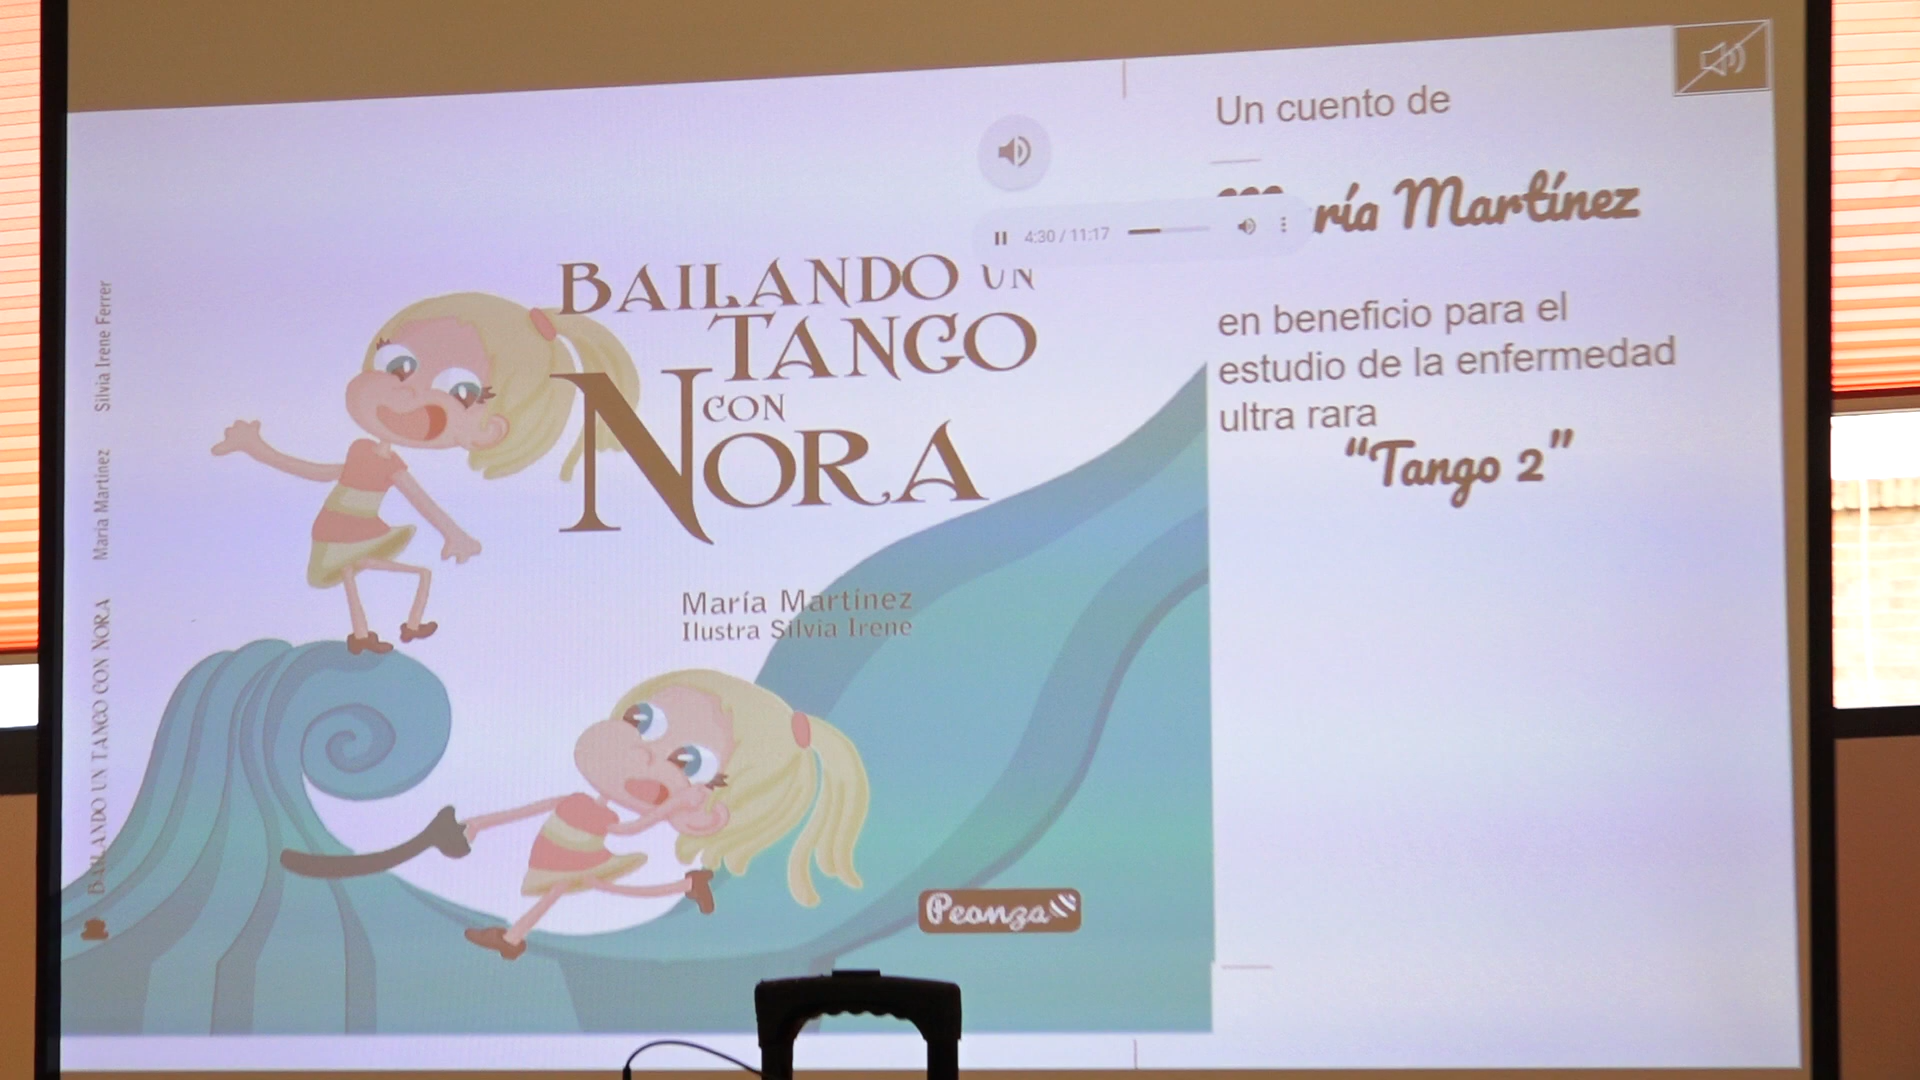 Un cuento de
ría Martínez
4:30 / 11:17
en beneficio para el
estudio de la enfermedad
ultra rara
“Tango 2”
BAILANDO UN
TANGO
CON
NORA
María Martínez
Ilustra Silvia Irene
Peonza
BAILANDO UN TANGO CON NORA María Martínez Silvia Irene Ferrer